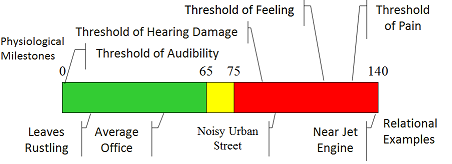 Threshold of Feeling
Threshold
of Pain
Threshold of Hearing Damage
Physiological
Milestones
Threshold of Audibility
0
65
75
140
Leaves
Rustling
Average
Office
Noisy Urban
Street
Near Jet
Engine
Relational
Examples